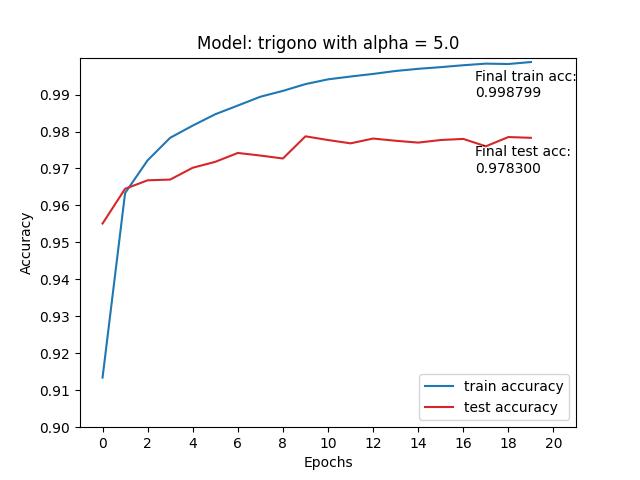 Model: trigono with alpha = 5.0
Final train acc:
0.998799
Final test acc:
0.978300
0.99
0.98
0.97
0.96
0.95
0.94
0.93
0.92
0.91
0.90
Accuracy
train accuracy
test accuracy
0 2 4 6 8 10 12 14 16 18 20
Epochs